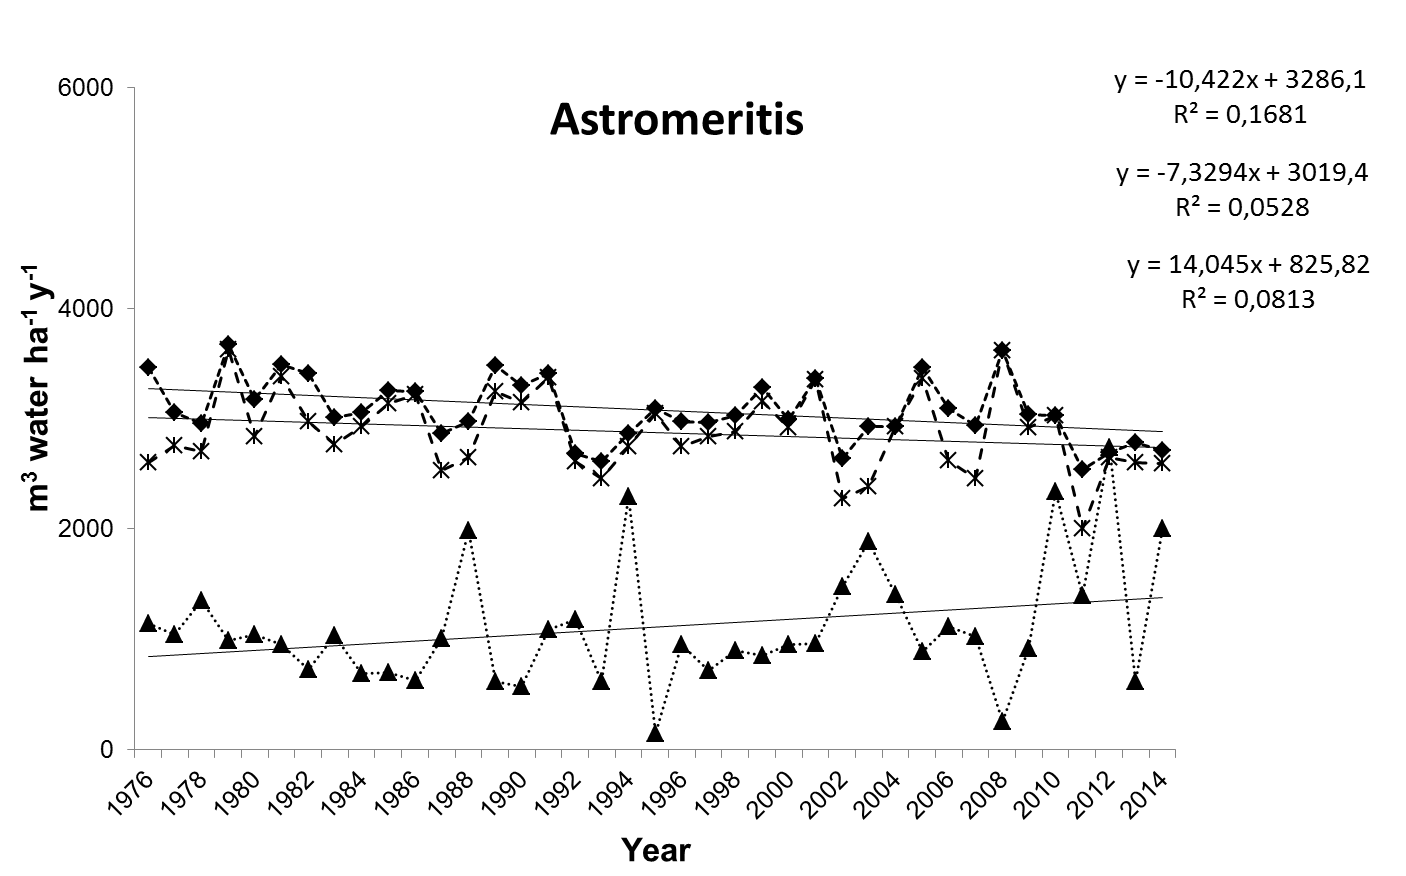 Astromeritis
y = -10,422x + 3286,1
R² = 0,1681
y = -7,3294x + 3019,4
R² = 0,0528
y = 14,045x + 825,82
R² = 0,0813
m³ water ha⁻¹ y⁻¹
6000
4000
2000
0
1976 1978 1980 1982 1984 1986 1988 1990 1992 1994 1996 1998 2000 2002 2004 2006 2008 2010 2012 2014
Year